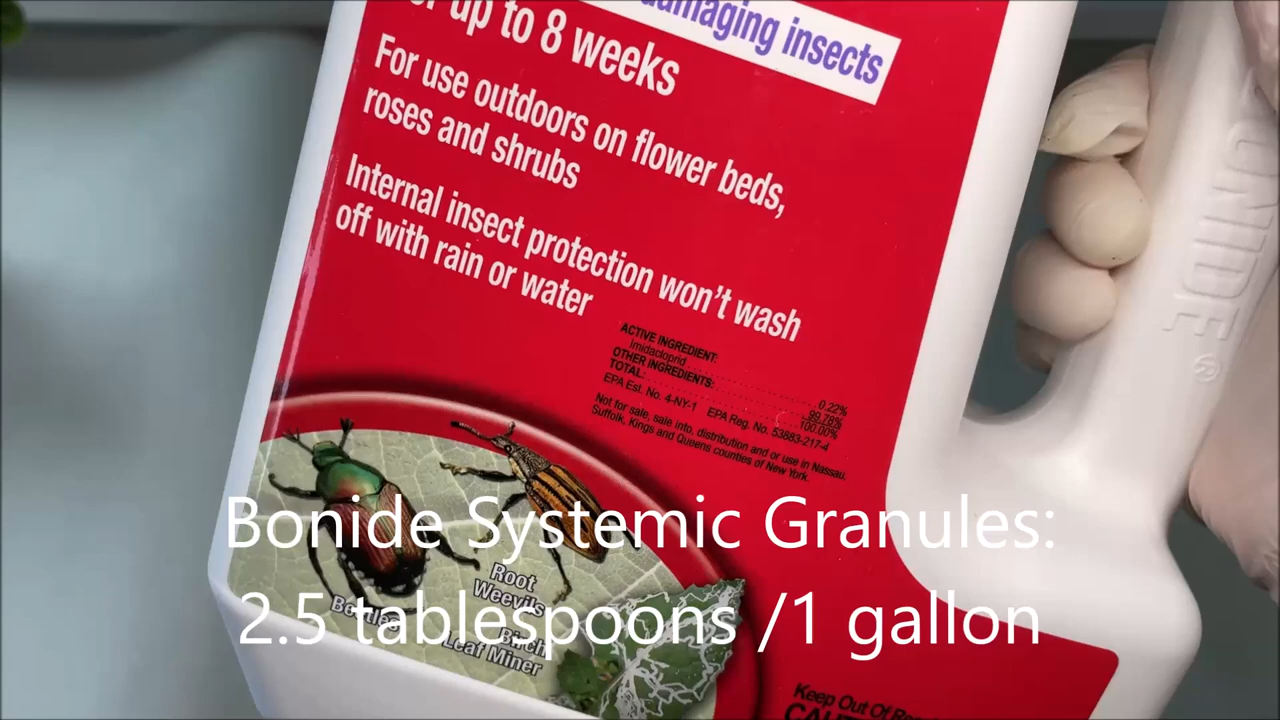 damaging insects
up to 8 weeks
For use outdoors on flower beds,
roses and shrubs
Internal insect protection won't wash
off with rain or water
ACTIVE INGREDIENT:
Imidacloprid 0.22%
OTHER INGREDIENTS: 99.78%
TOTAL: 100.00%
EPA Est. No. 4-NY-1 EPA Reg. No. 53883-217-4
Not for sale, sale into, distribution and or use in Nassau,
Suffolk, Kings and Queens counties of New York.
BONIDE®
Bonide Systemic Granules:
2.5 tablespoons /1 gallon
Beetles
Root
Weevils
Birch
Leaf Miner
Keep Out Of